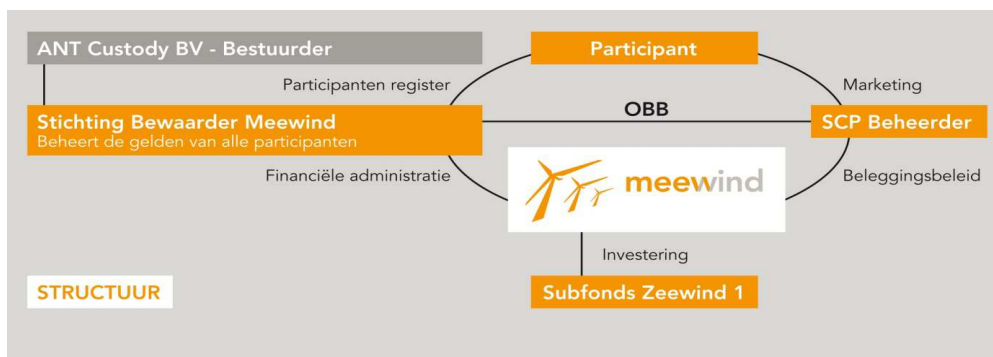 ANT Custody BV - Bestuurder
Participant
Participanten register
Marketing
OBB
Stichting Bewaarder Meewind
Beheert de gelden van alle participanten
SCP Beheerder
Financiële administratie
meewind
Beleggingsbeleid
Investering
STRUCTUUR
Subfonds Zeewind 1